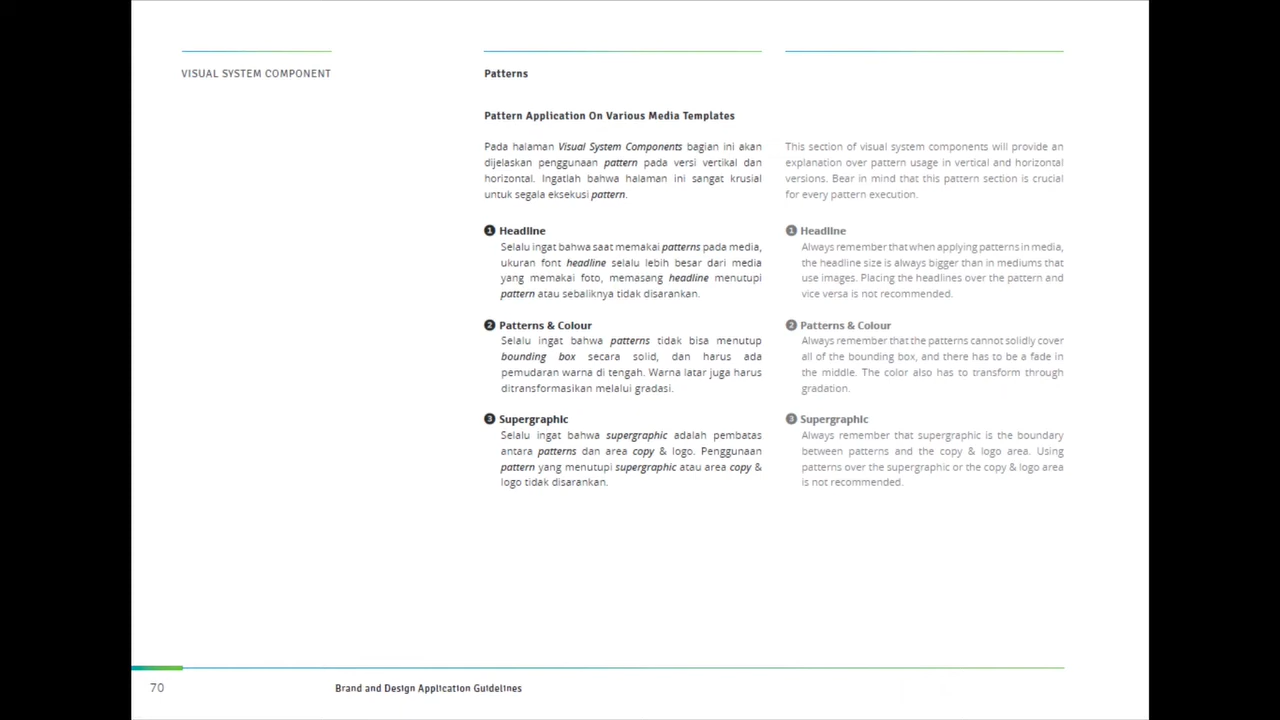 VISUAL SYSTEM COMPONENT
Patterns
Pattern Application On Various Media Templates
Pada halaman Visual System Components bagian ini akan
dijelaskan penggunaan pattern pada versi vertikal dan
horizontal. Ingatlah bahwa halaman ini sangat krusial
untuk segala eksekusi pattern.
1 Headline
Selalu ingat bahwa saat memakai patterns pada media,
ukuran font headline selalu lebih besar dari media
yang memakai foto, memasang headline menutupi
pattern atau sebaliknya tidak disarankan.
2 Patterns & Colour
Selalu ingat bahwa patterns tidak bisa menutup
bounding box secara solid, dan harus ada
pemudaran warna di tengah. Warna latar juga harus
ditransformasikan melalui gradasi.
3 Supergraphic
Selalu ingat bahwa supergraphic adalah pembatas
antara patterns dan area copy & logo. Penggunaan
pattern yang menutupi supergraphic atau area copy &
logo tidak disarankan.
This section of visual system components will provide an
explanation over pattern usage in vertical and horizontal
versions. Bear in mind that this pattern section is crucial
for every pattern execution.
1 Headline
Always remember that when applying patterns in media,
the headline size is always bigger than in mediums that
use images. Placing the headlines over the pattern and
vice versa is not recommended.
2 Patterns & Colour
Always remember that the patterns cannot solidly cover
all of the bounding box, and there has to be a fade in
the middle. The color also has to transform through
gradation.
3 Supergraphic
Always remember that supergraphic is the boundary
between patterns and the copy & logo area. Using
patterns over the supergraphic or the copy & logo area
is not recommended.
70
Brand and Design Application Guidelines